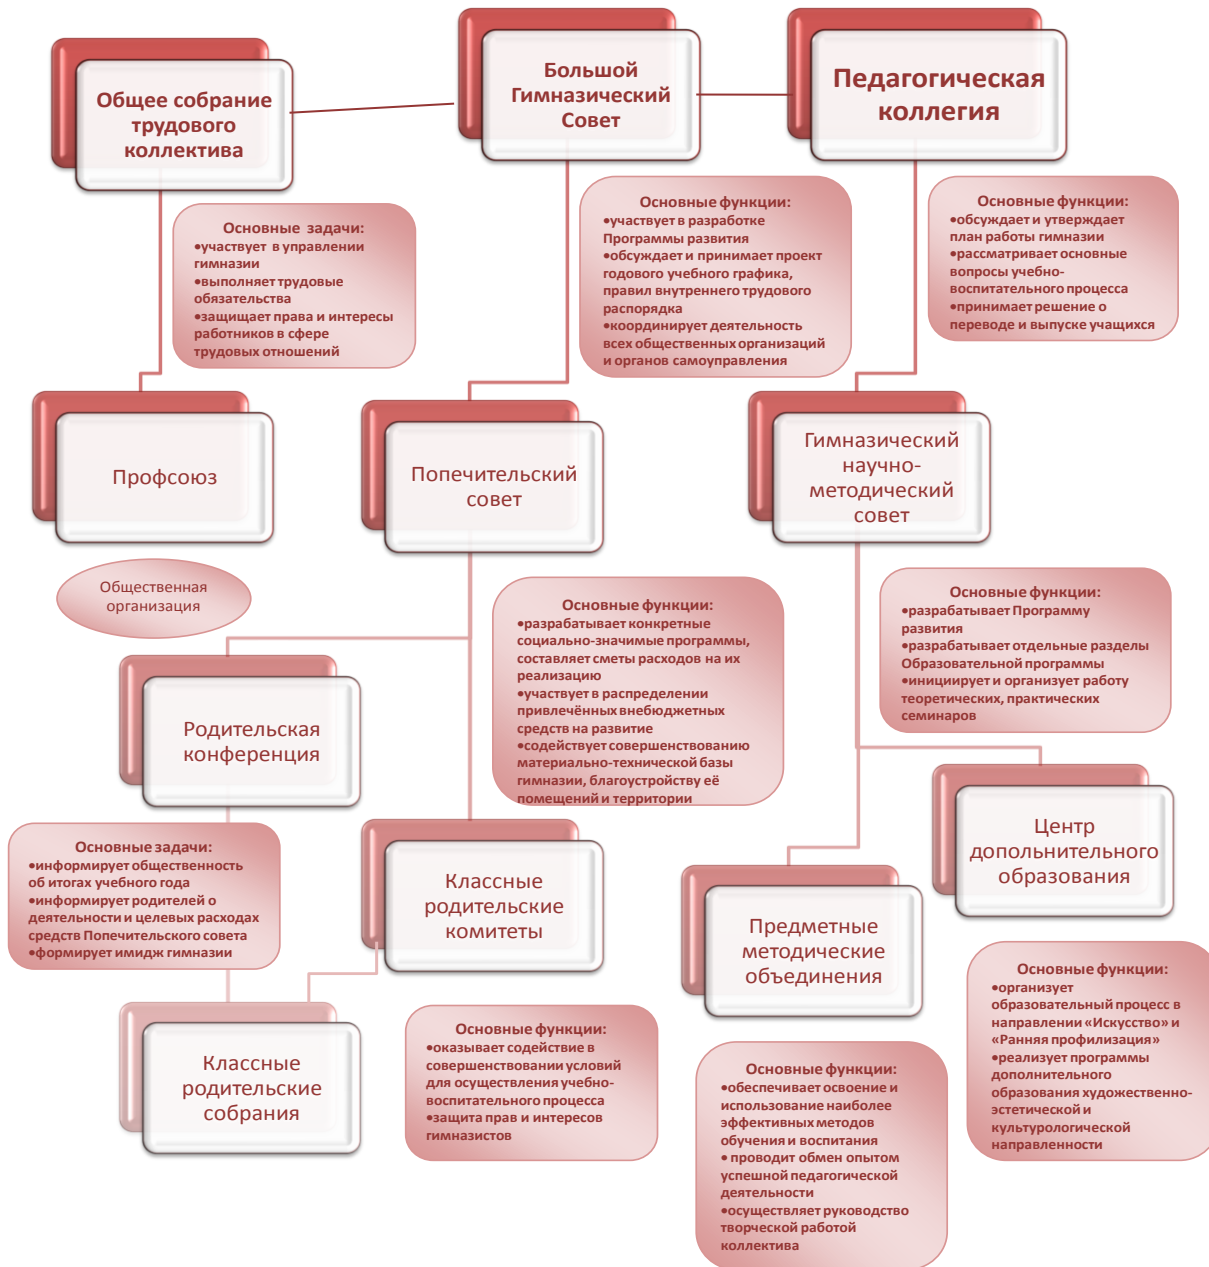 Общее собрание
трудового
коллектива
Большой
Гимназический
Совет
Педагогическая
коллегия
Основные задачи:
•участвует в управлении
гимназии
•выполняет трудовые
обязательства
•защищает права и интересы
работников в сфере
трудовых отношений
Основные функции:
•участвует в разработке
Программы развития
•обсуждает и принимает проект
годового учебного графика,
правил внутреннего трудового
распорядка
•координирует деятельность
всех общественных организаций
и органов самоуправления
Основные функции:
•обсуждает и утверждает
план работы гимназии
•рассматривает основные
вопросы учебно-
воспитательного процесса
•принимает решение о
переводе и выпуске учащихся
Профсоюз
Попечительский
совет
Гимназический
научно-
методический
совет
Общественная
организация
Основные функции:
•разрабатывает конкретные
социально-значимые программы,
составляет сметы расходов на их
реализацию
•участвует в распределении
привлечённых внебюджетных
средств на развитие
•содействует совершенствованию
материально-технической базы
гимназии, благоустройству её
помещений и территории
Основные функции:
•разрабатывает Программу
развития
•разрабатывает отдельные разделы
Образовательной программы
•инициирует и организует работу
теоретических, практических
семинаров
Родительская
конференция
Основные задачи:
•информирует общественность
об итогах учебного года
•информирует родителей о
деятельности и целевых расходах
средств Попечительского совета
•формирует имидж гимназии
Классные
родительские
комитеты
Предметные
методические
объединения
Центр
дополнительного
образования
Классные
родительские
собрания
Основные функции:
•оказывает содействие в
совершенствовании условий
для осуществления учебно-
воспитательного процесса
•защита прав и интересов
гимназистов
Основные функции:
•обеспечивает освоение и
использование наиболее
эффективных методов
обучения и воспитания
• проводит обмен опытом
успешной педагогической
деятельности
•осуществляет руководство
творческой работой
коллектива
Основные функции:
•организует
образовательный процесс в
направлении «Искусство» и
«Ранняя профилизация»
•реализует программы
дополнительного
образования художественно-
эстетической и
культурологической
направленности